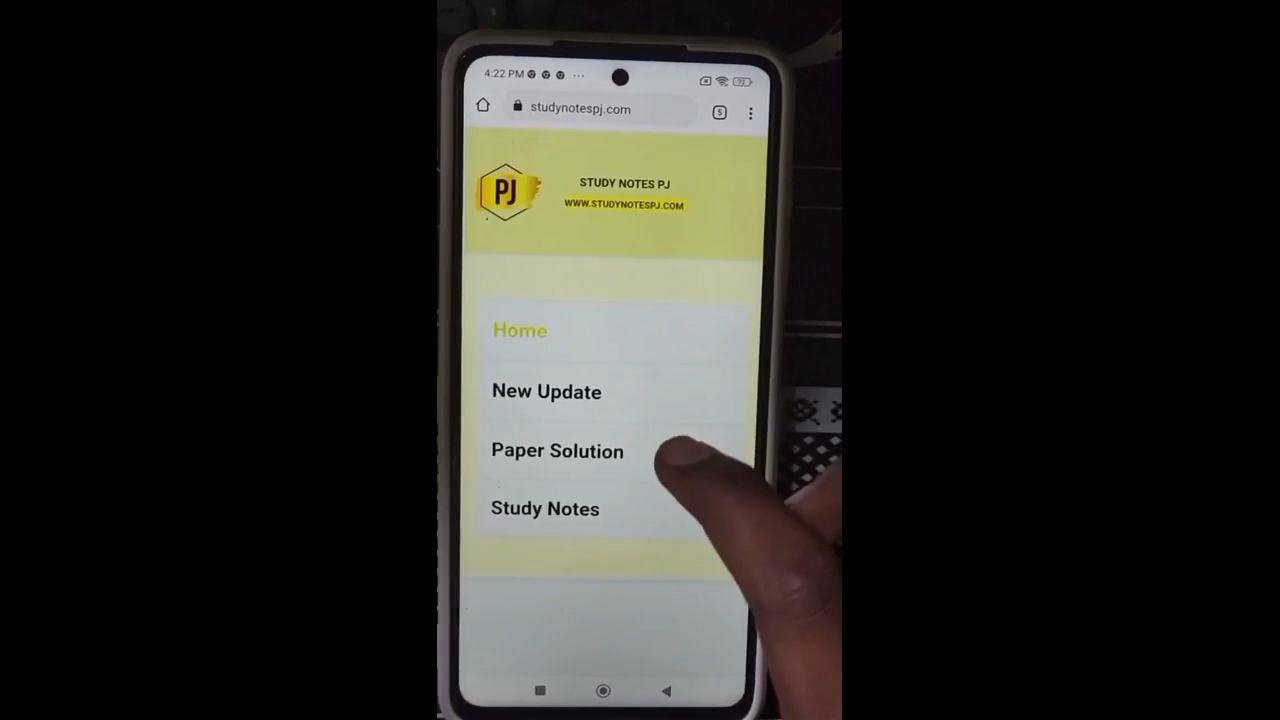 4:22 PM
studynotespj.com
5
PJ
STUDY NOTES PJ
WWW.STUDYNOTESPJ.COM
Home
New Update
Paper Solution
Study Notes